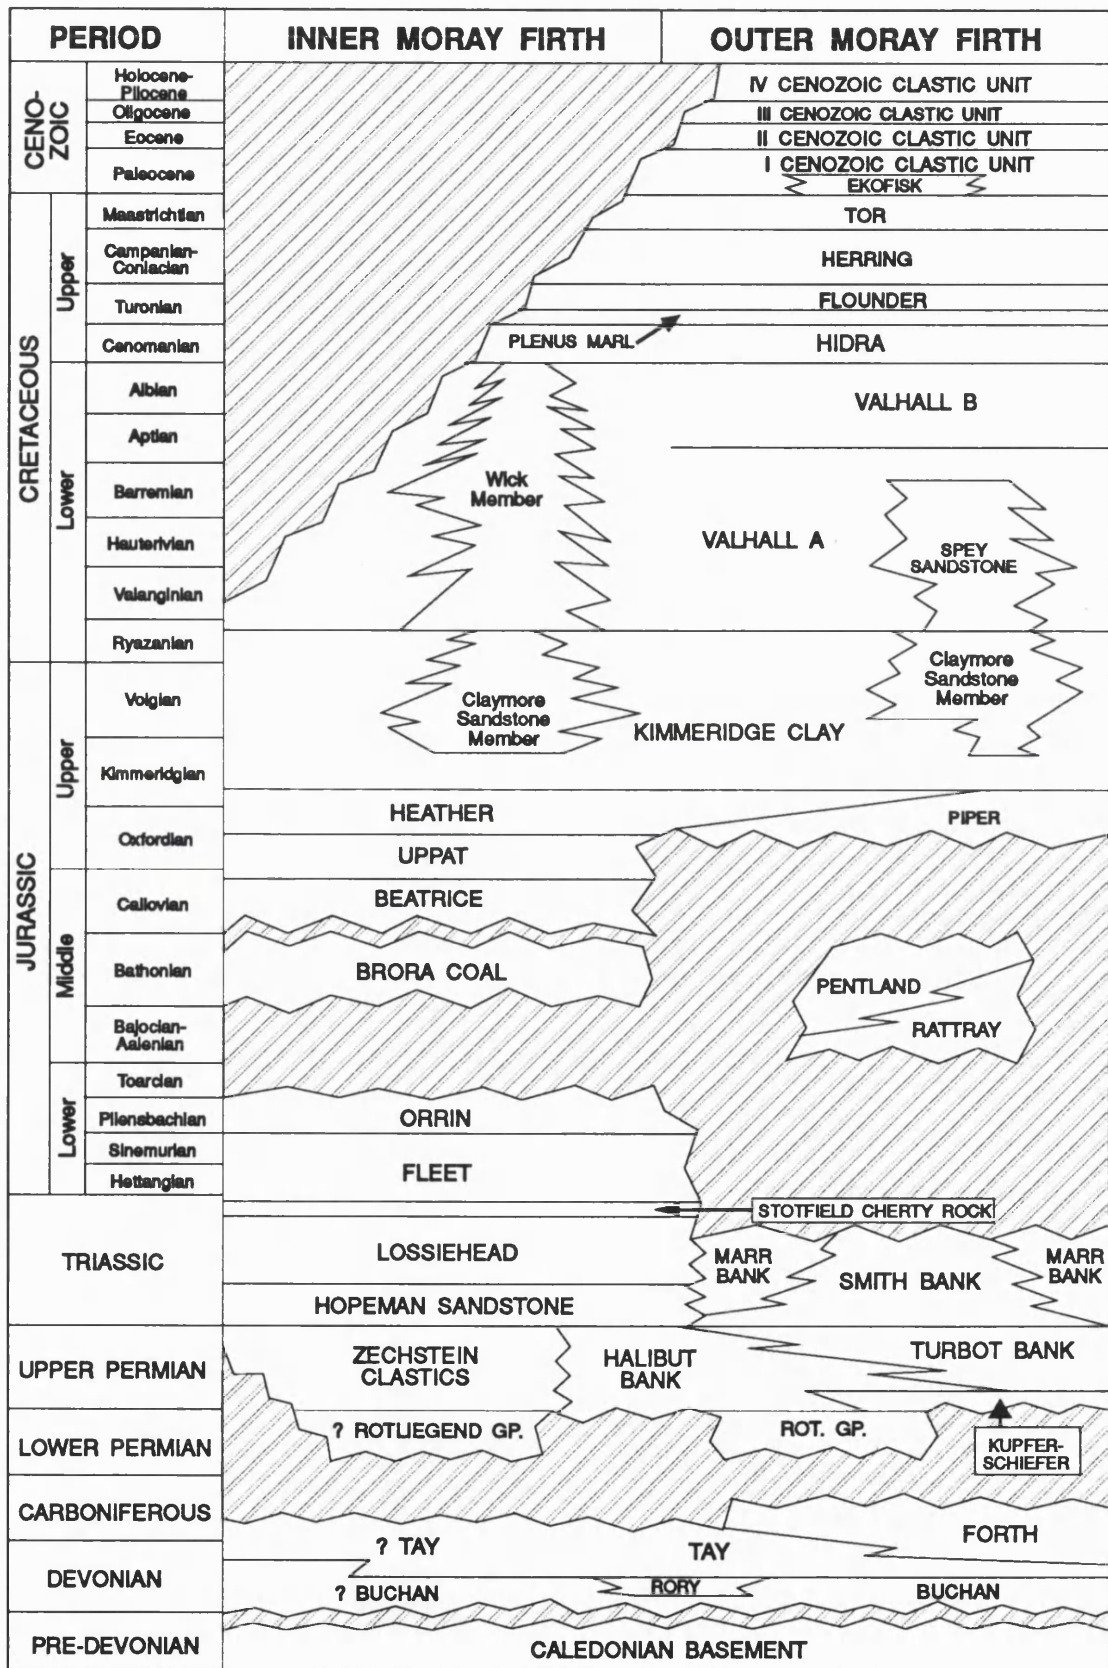 PERIOD
INNER MORAY FIRTH
OUTER MORAY FIRTH
CENO-
ZOIC
Holocene-
Pliocene
Oligocene
Eocene
Paleocene
IV CENOZOIC CLASTIC UNIT
III CENOZOIC CLASTIC UNIT
II CENOZOIC CLASTIC UNIT
I CENOZOIC CLASTIC UNIT
EKOFISK
CRETACEOUS
Upper
Maastrichtian
Campanian-
Coniacian
Turonian
Cenomanian
TOR
HERRING
FLOUNDER
PLENUS MARL
HIDRA
Lower
Albian
Aptian
Barremian
Hauterivian
Valanginian
Ryazanian
VALHALL B
Wick
Member
VALHALL A
SPEY
SANDSTONE
JURASSIC
Upper
Volgian
Kimmeridgian
Oxfordian
Claymore
Sandstone
Member
Claymore
Sandstone
Member
KIMMERIDGE CLAY
HEATHER
PIPER
UPPAT
Middle
Callovian
Bathonian
Bajocian-
Aalenian
BEATRICE
BRORA COAL
PENTLAND
RATTRAY
Lower
Toarcian
Pliensbachian
Sinemurian
Hettangian
ORRIN
FLEET
STOTFIELD CHERTY ROCK
TRIASSIC
LOSSIEHEAD
HOPEMAN SANDSTONE
MARR
BANK
SMITH BANK
MARR
BANK
UPPER PERMIAN
ZECHSTEIN
CLASTICS
HALIBUT
BANK
TURBOT BANK
LOWER PERMIAN
? ROTLIEGEND GP.
ROT. GP.
KUPFER-
SCHIEFER
CARBONIFEROUS
FORTH
? TAY
TAY
DEVONIAN
? BUCHAN
RORY
BUCHAN
PRE-DEVONIAN
CALEDONIAN BASEMENT